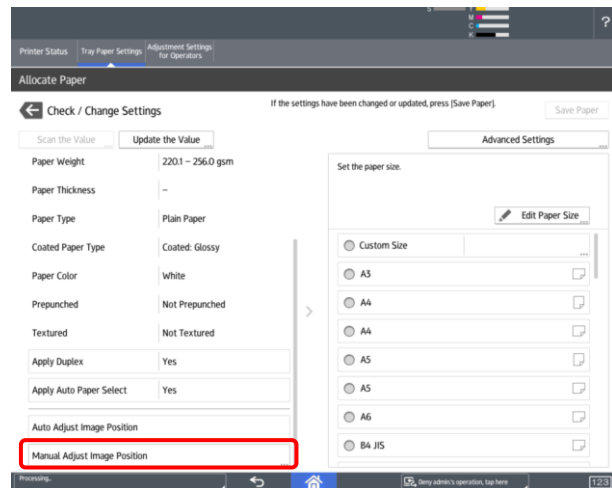 S
Y
M
C
K
?
Printer Status
Tray Paper Settings
Adjustment Settings
for Operators
Allocate Paper
Check / Change Settings
If the settings have been changed or updated, press [Save Paper].
Save Paper
Scan the Value
Update the Value
Advanced Settings
Paper Weight 220.1 – 256.0 gsm
Paper Thickness –
Paper Type Plain Paper
Coated Paper Type Coated: Glossy
Paper Color White
Prepunched Not Prepunched
Textured Not Textured
Apply Duplex Yes
Apply Auto Paper Select Yes
Auto Adjust Image Position
Manual Adjust Image Position
Set the paper size.
Edit Paper Size
Custom Size
A3
A4
A4
A5
A5
A6
B4 JIS
Processing..
Deny admin's operation, tap here
123